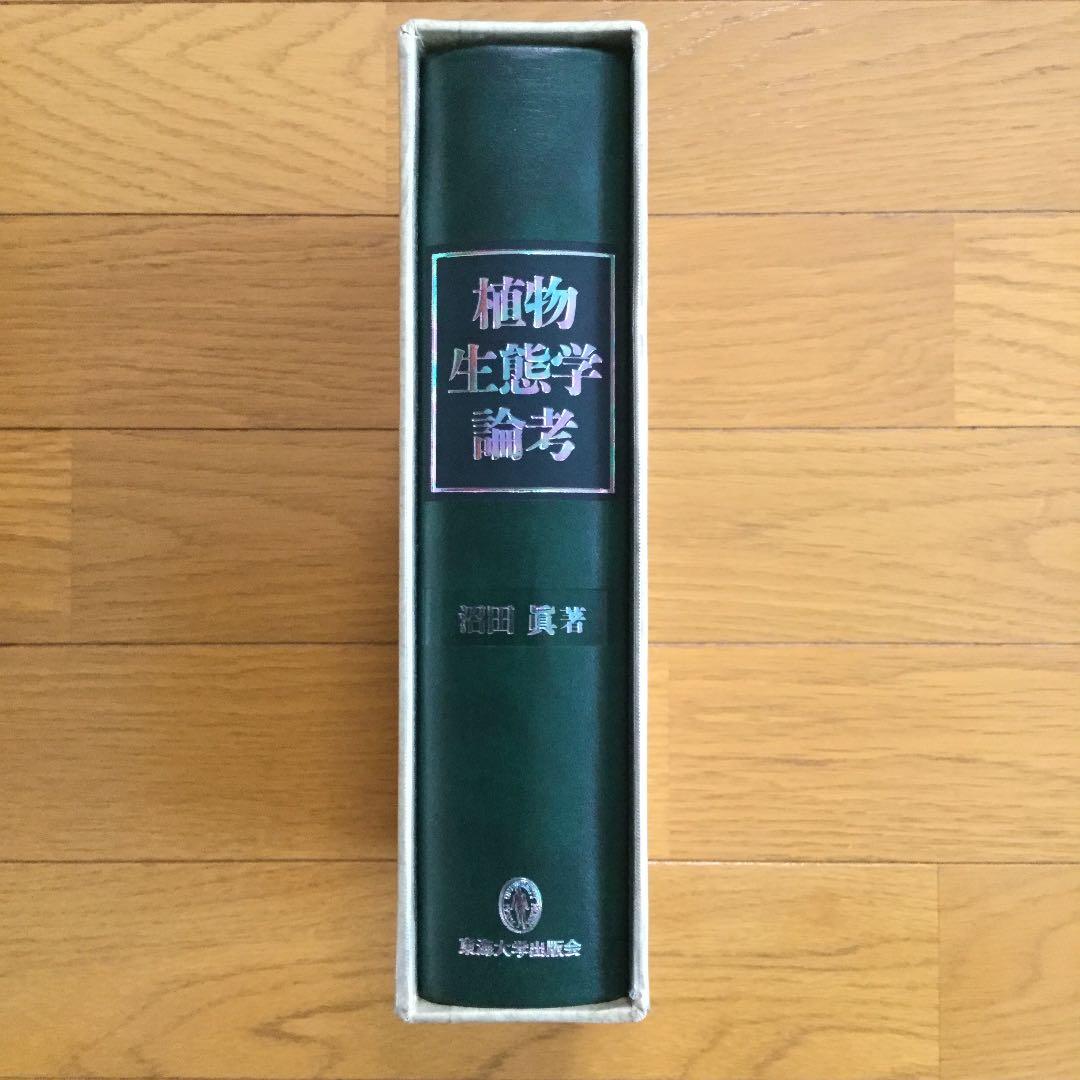 植物
生態学
論考
沼田 眞著
東海大学出版会